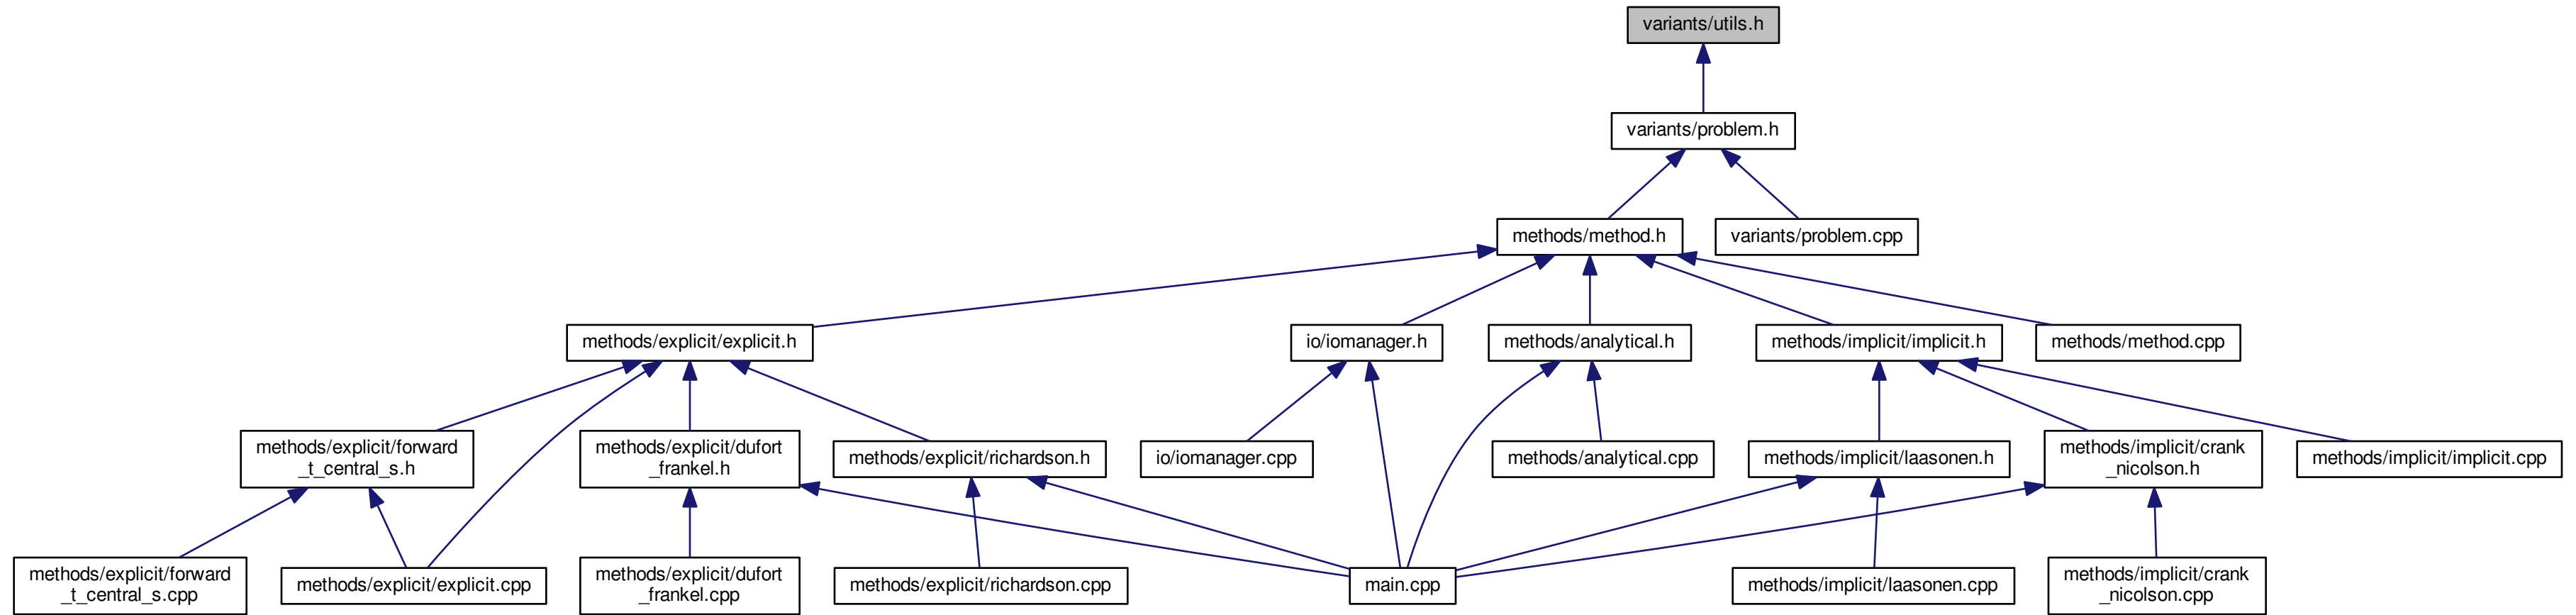 variants/utils.h
variants/problem.h
methods/method.h
variants/problem.cpp
methods/explicit/explicit.h
io/iomanager.h
methods/analytical.h
methods/implicit/implicit.h
methods/method.cpp
methods/explicit/forward
_t_central_s.h
methods/explicit/dufort
_frankel.h
methods/explicit/richardson.h
io/iomanager.cpp
methods/analytical.cpp
methods/implicit/laasonen.h
methods/implicit/crank
_nicolson.h
methods/implicit/implicit.cpp
methods/explicit/forward
_t_central_s.cpp
methods/explicit/explicit.cpp
methods/explicit/dufort
_frankel.cpp
methods/explicit/richardson.cpp
main.cpp
methods/implicit/laasonen.cpp
methods/implicit/crank
_nicolson.cpp